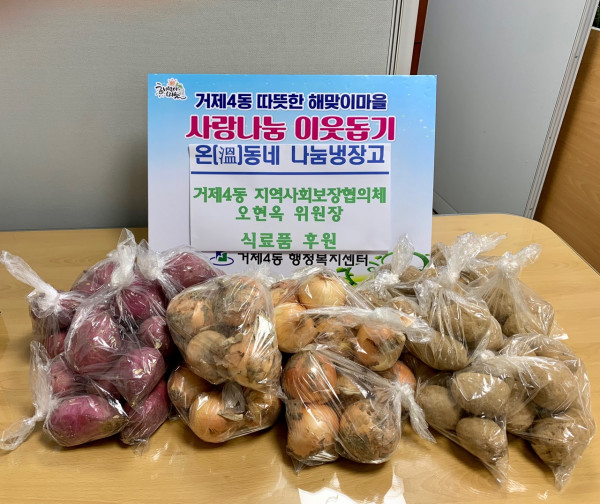 거제4동 따뜻한 해맞이마을
사랑나눔 이웃돕기
온(溫)동네 나눔냉장고
거제4동 지역사회보장협의체
오현옥 위원장
식료품 후원
거제4동 행정복지센터